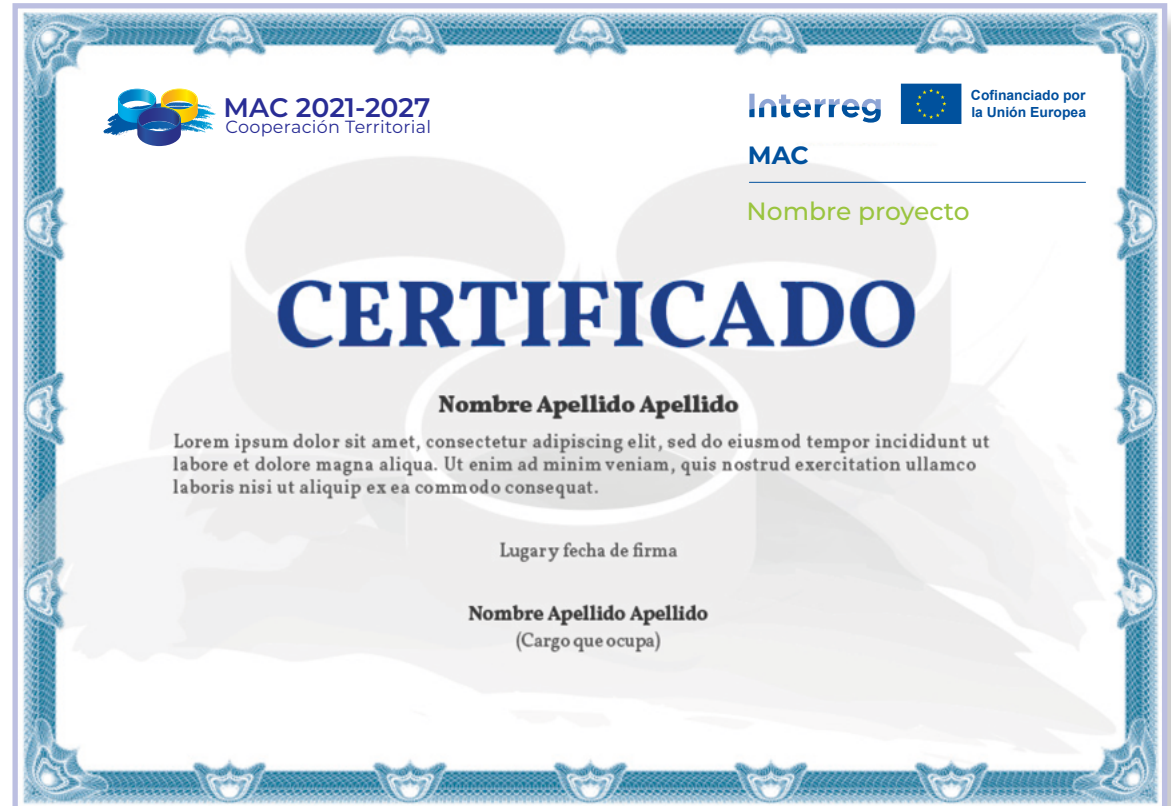 MAC 2021-2027
Cooperación Territorial
Interreg
Cofinanciado por
la Unión Europea
MAC
Nombre proyecto
CERTIFICADO
Nombre Apellido Apellido
Lorem ipsum dolor sit amet, consectetur adipiscing elit, sed do eiusmod tempor incididunt ut
labore et dolore magna aliqua. Ut enim ad minim veniam, quis nostrud exercitation ullamco
laboris nisi ut aliquip ex ea commodo consequat.
Lugar y fecha de firma
Nombre Apellido Apellido
(Cargo que ocupa)